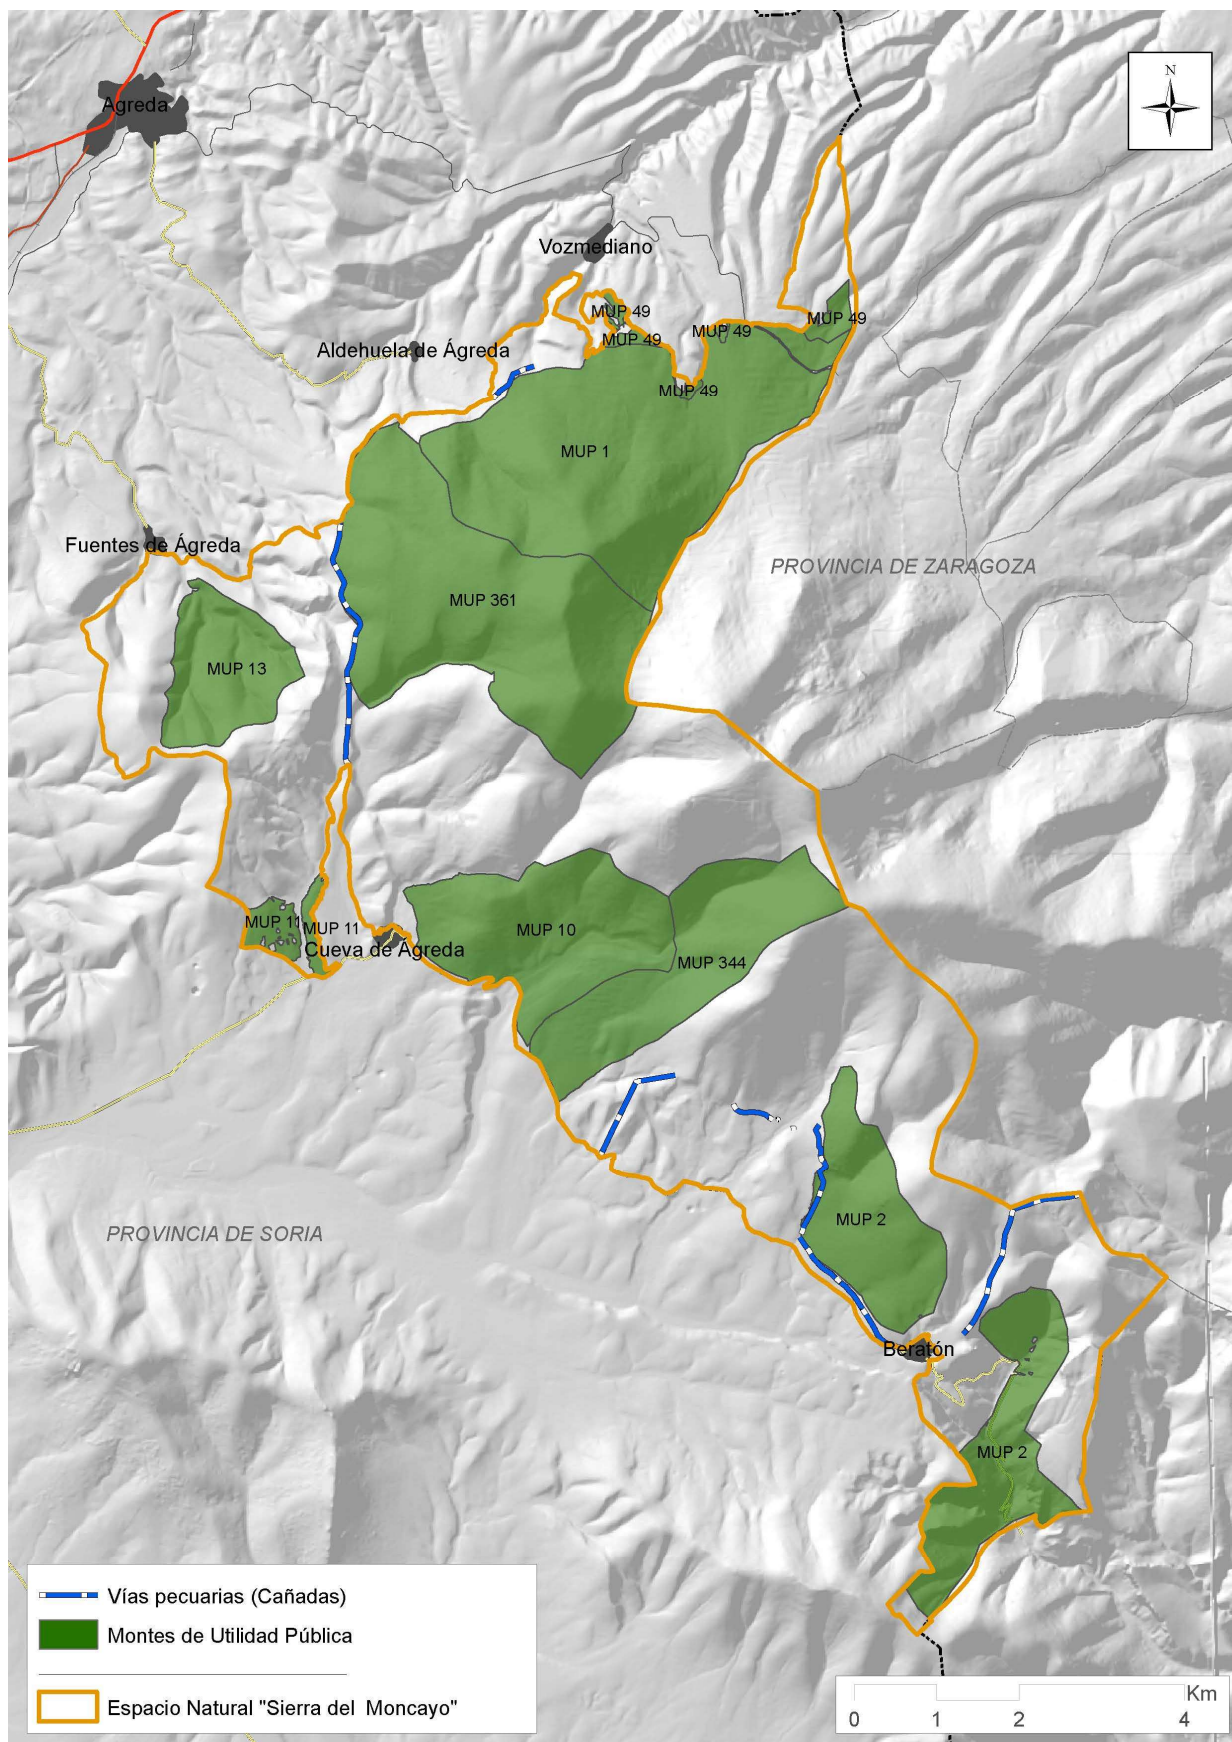 N
Agreda
Vozmediano
MUP 49
MUP 49
MUP 49
MUP 49
Aldehuela de Ágreda
MUP 49
MUP 1
Fuentes de Ágreda
PROVINCIA DE ZARAGOZA
MUP 361
MUP 13
MUP 11
MUP 11
MUP 10
Cueva de Agreda
MUP 344
MUP 2
PROVINCIA DE SORIA
Beratón
MUP 2
Vías pecuarias (Cañadas)
Montes de Utilidad Pública
Espacio Natural "Sierra del Moncayo"
Km
0 1 2 4